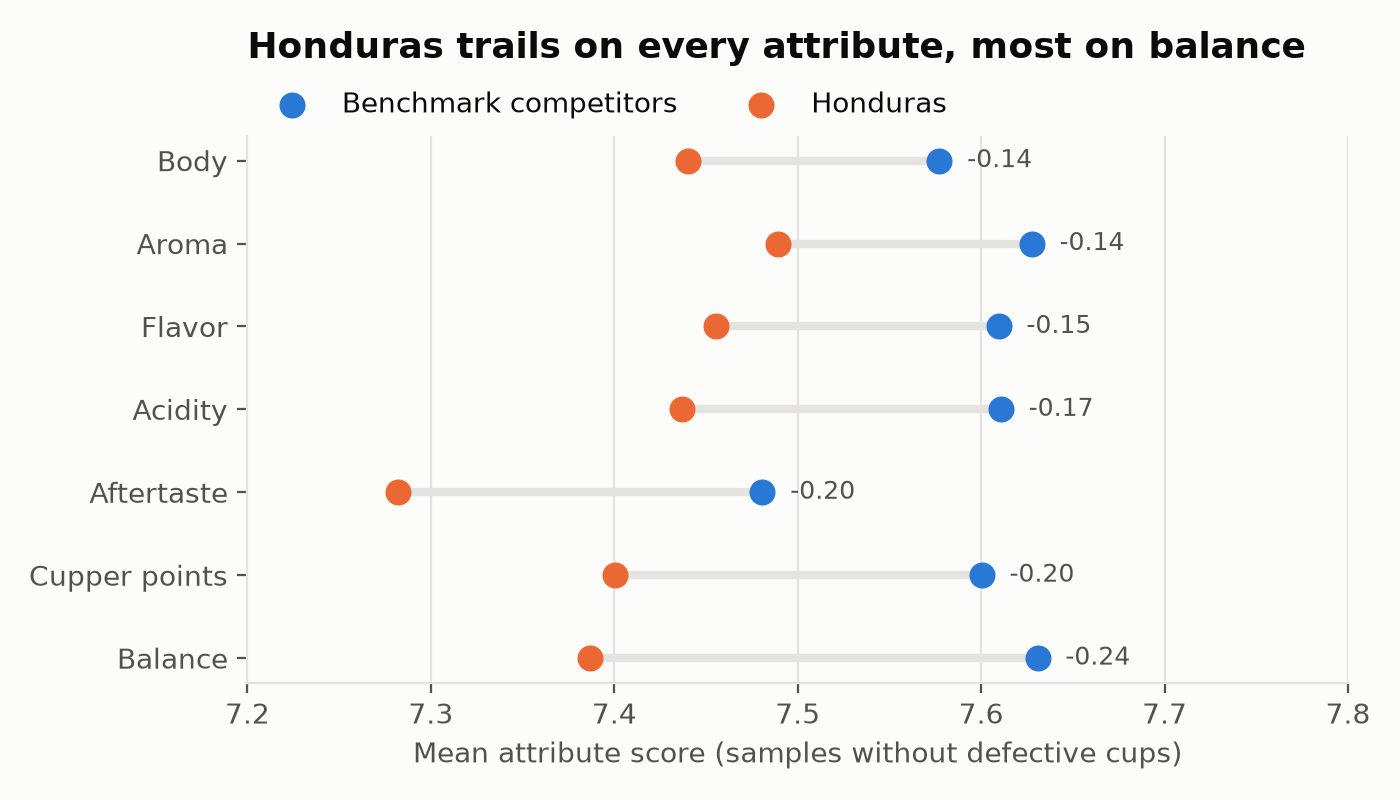 Honduras trails on every attribute, most on balance
Benchmark competitors Honduras
Body -0.14
Aroma -0.14
Flavor -0.15
Acidity -0.17
Aftertaste -0.20
Cupper points -0.20
Balance -0.24
7.2 7.3 7.4 7.5 7.6 7.7 7.8
Mean attribute score (samples without defective cups)